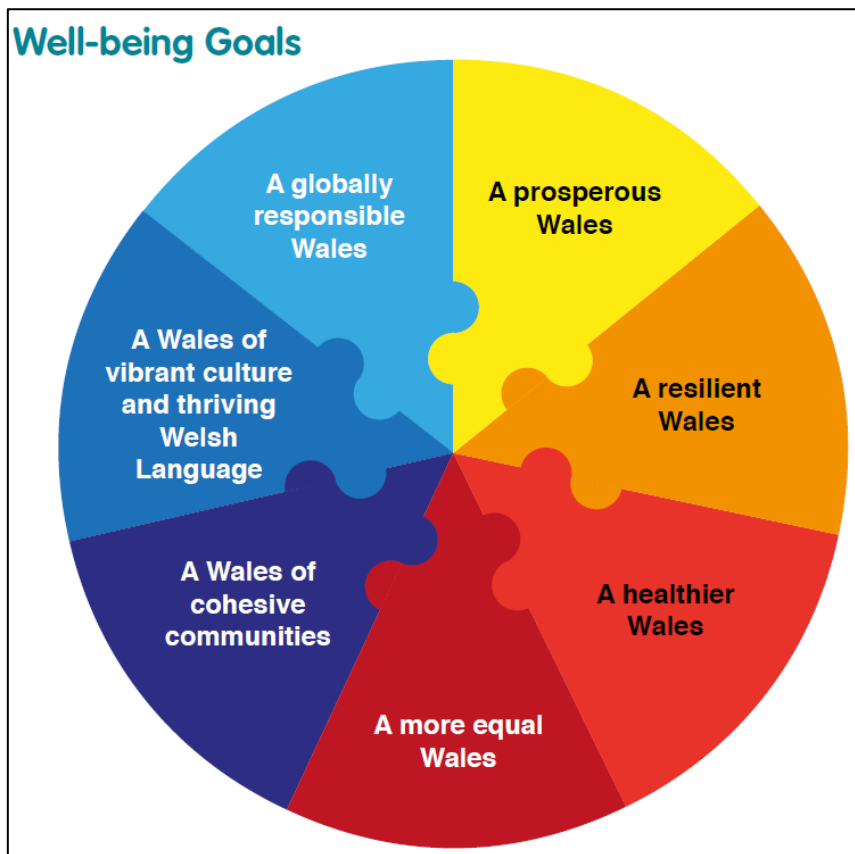 Well-being Goals
A prosperous
Wales
A resilient
Wales
A healthier
Wales
A more equal
Wales
A Wales of
cohesive
communities
A Wales of
vibrant culture
and thriving
Welsh
Language
A globally
responsible
Wales